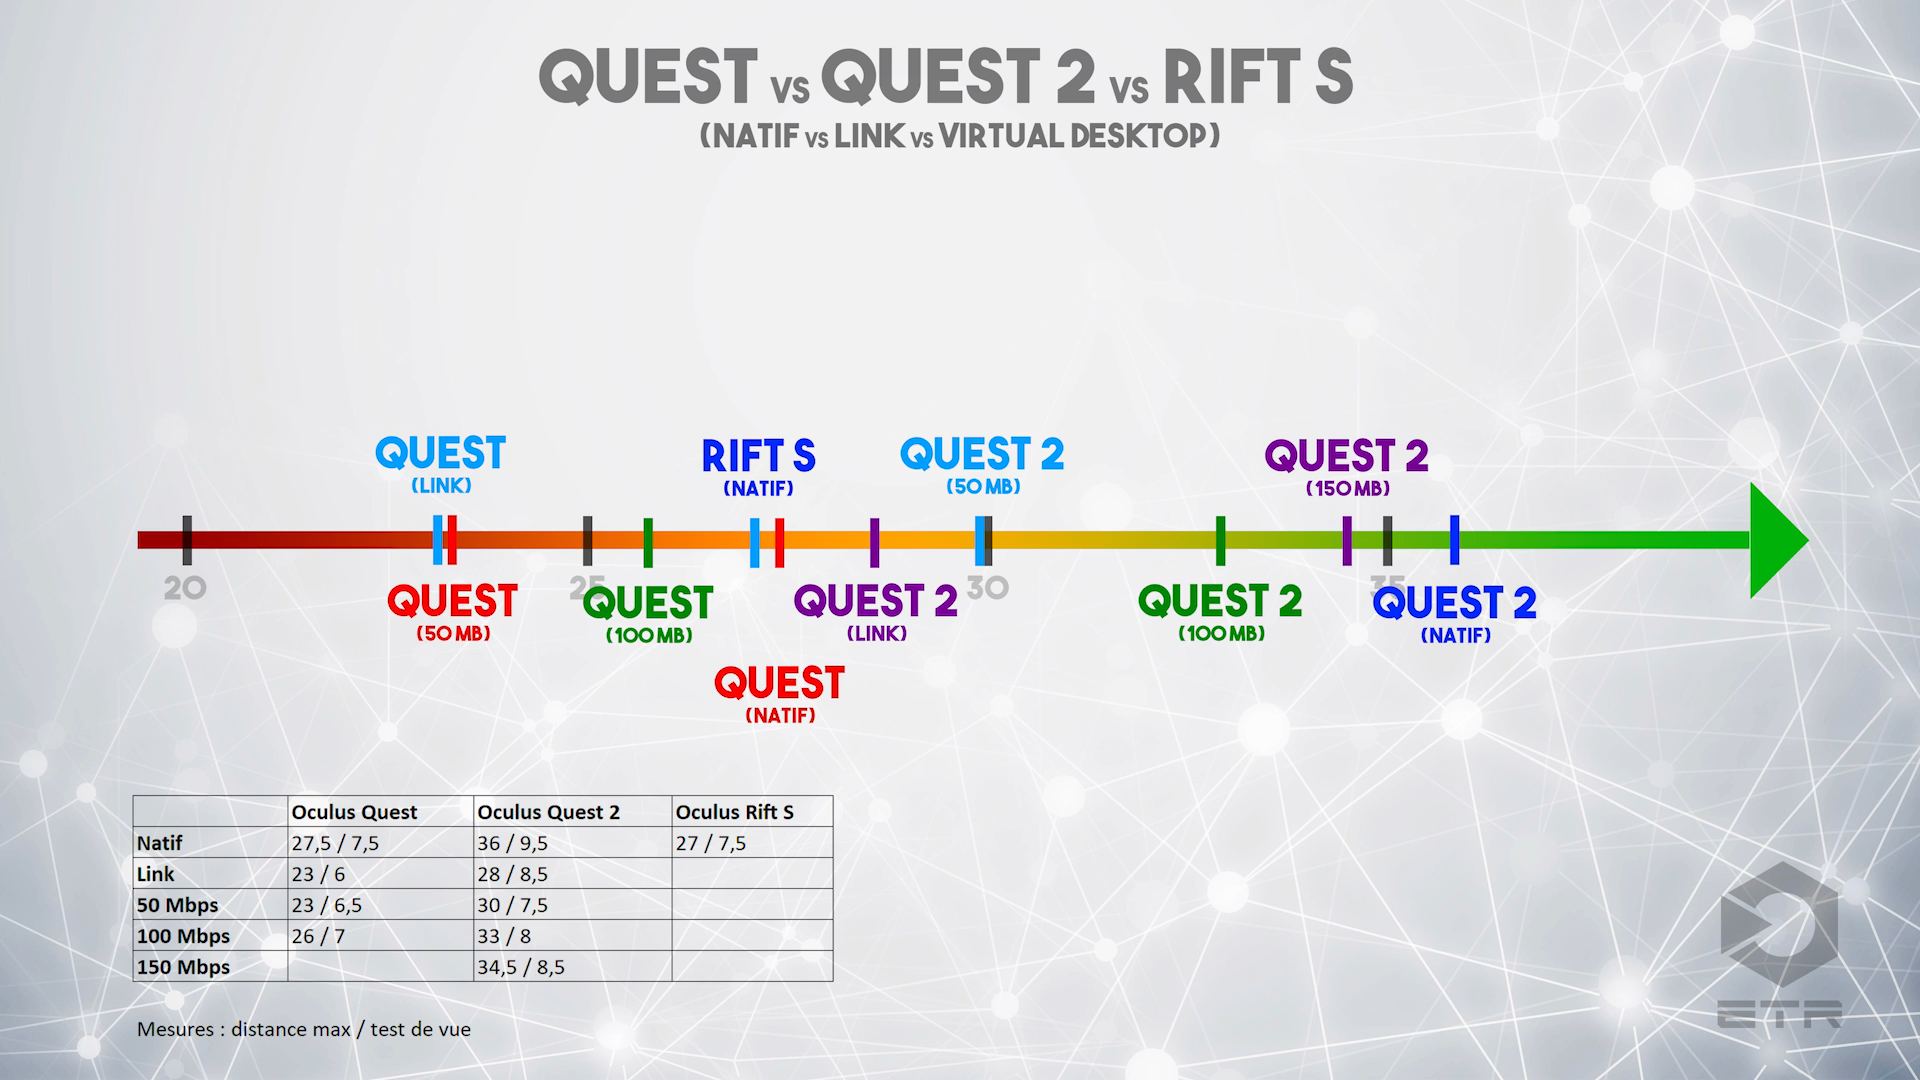 QUEST VS QUEST 2 VS RIFT S
(NATIF VS LINK VS VIRTUAL DESKTOP)
QUEST
(LINK)
RIFT S
(NATIF)
QUEST 2
(50 MB)
QUEST 2
(150 MB)
20
25
30
35
QUEST
(50 MB)
QUEST
(100 MB)
QUEST 2
(LINK)
QUEST 2
(100 MB)
QUEST 2
(NATIF)
QUEST
(NATIF)
Oculus Quest Oculus Quest 2 Oculus Rift S
Natif 27,5 / 7,5 36 / 9,5 27 / 7,5
Link 23 / 6 28 / 8,5
50 Mbps 23 / 6,5 30 / 7,5
100 Mbps 26 / 7 33 / 8
150 Mbps 34,5 / 8,5
Mesures : distance max / test de vue
ETR